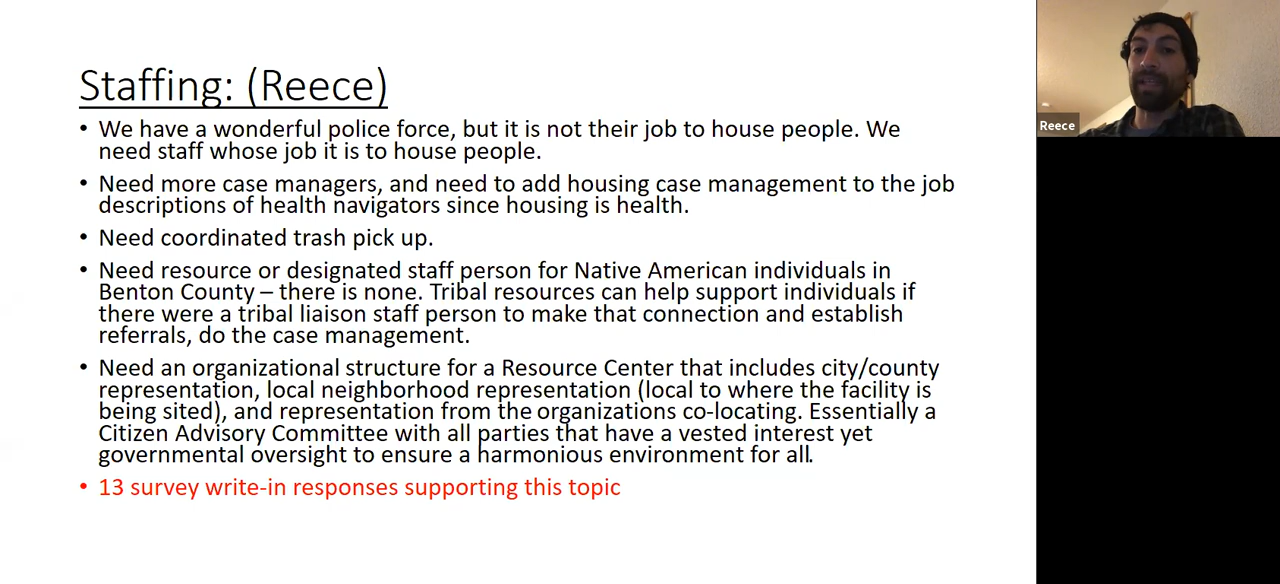 Staffing: (Reece)
• We have a wonderful police force, but it is not their job to house people. We
need staff whose job it is to house people.
• Need more case managers, and need to add housing case management to the job
descriptions of health navigators since housing is health.
• Need coordinated trash pick up.
• Need resource or designated staff person for Native American individuals in
Benton County – there is none. Tribal resources can help support individuals if
there were a tribal liaison staff person to make that connection and establish
referrals, do the case management.
• Need an organizational structure for a Resource Center that includes city/county
representation, local neighborhood representation (local to where the facility is
being sited), and representation from the organizations co-locating. Essentially a
Citizen Advisory Committee with all parties that have a vested interest yet
governmental oversight to ensure a harmonious environment for all.
• 13 survey write-in responses supporting this topic
Reece